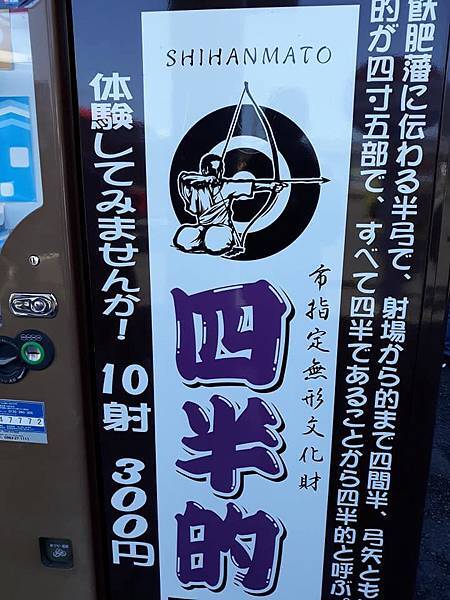 SHIHANMATO
飫肥藩に伝わる半弓で、射場から的まで四間半、弓矢とも
的が四寸五部で、すべて四半であることから四半的と呼ぶ。
市指定無形文化財
四半的
体験してみませんか！ 10射 300円
47772